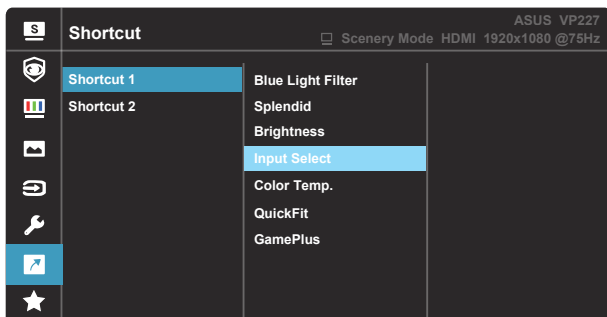 S
Shortcut
ASUS VP227
Scenery Mode HDMI 1920x1080 @75Hz
Shortcut 1
Shortcut 2
Blue Light Filter
Splendid
Brightness
Input Select
Color Temp.
QuickFit
GamePlus